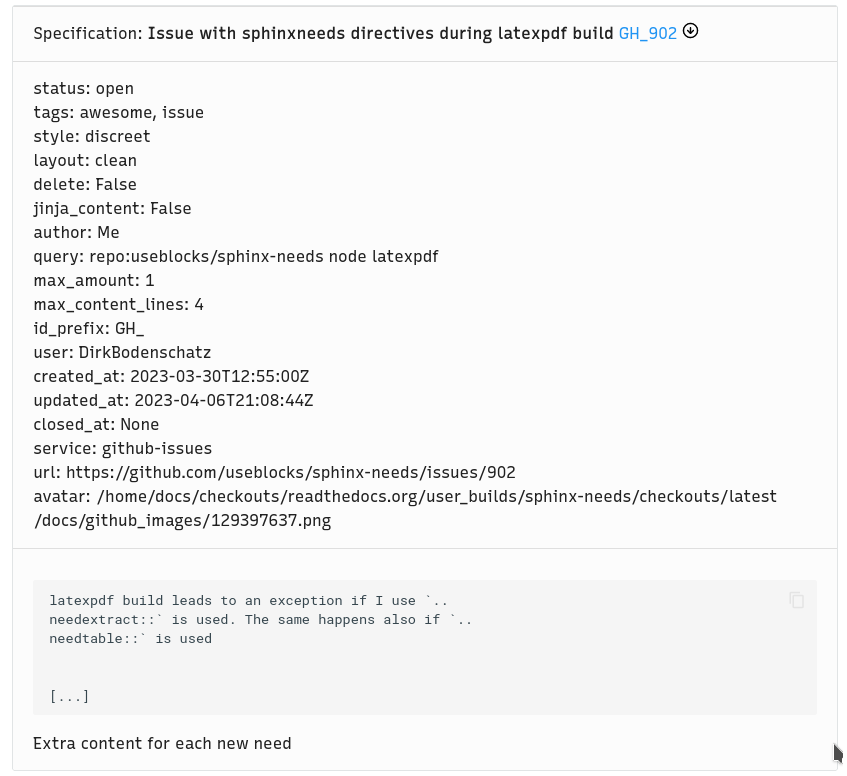 Specification: Issue with sphinxneeds directives during latexpdf build GH_902
status: open
tags: awesome, issue
style: discreet
layout: clean
delete: False
jinja_content: False
author: Me
query: repo:useblocks/sphinx-needs node latexpdf
max_amount: 1
max_content_lines: 4
id_prefix: GH_
user: DirkBodenschatz
created_at: 2023-03-30T12:55:00Z
updated_at: 2023-04-06T21:08:44Z
closed_at: None
service: github-issues
url: https://github.com/useblocks/sphinx-needs/issues/902
avatar: /home/docs/checkouts/readthedocs.org/user_builds/sphinx-needs/checkouts/latest
/docs/github_images/129397637.png
latexpdf build leads to an exception if I use `..
needextract::` is used. The same happens also if `..
needtable::` is used
[...]
Extra content for each new need